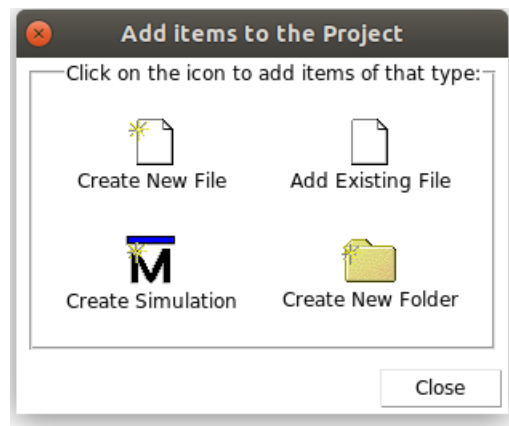 Add items to the Project
Click on the icon to add items of that type:
Create New File
Add Existing File
M
Create Simulation
Create New Folder
Close